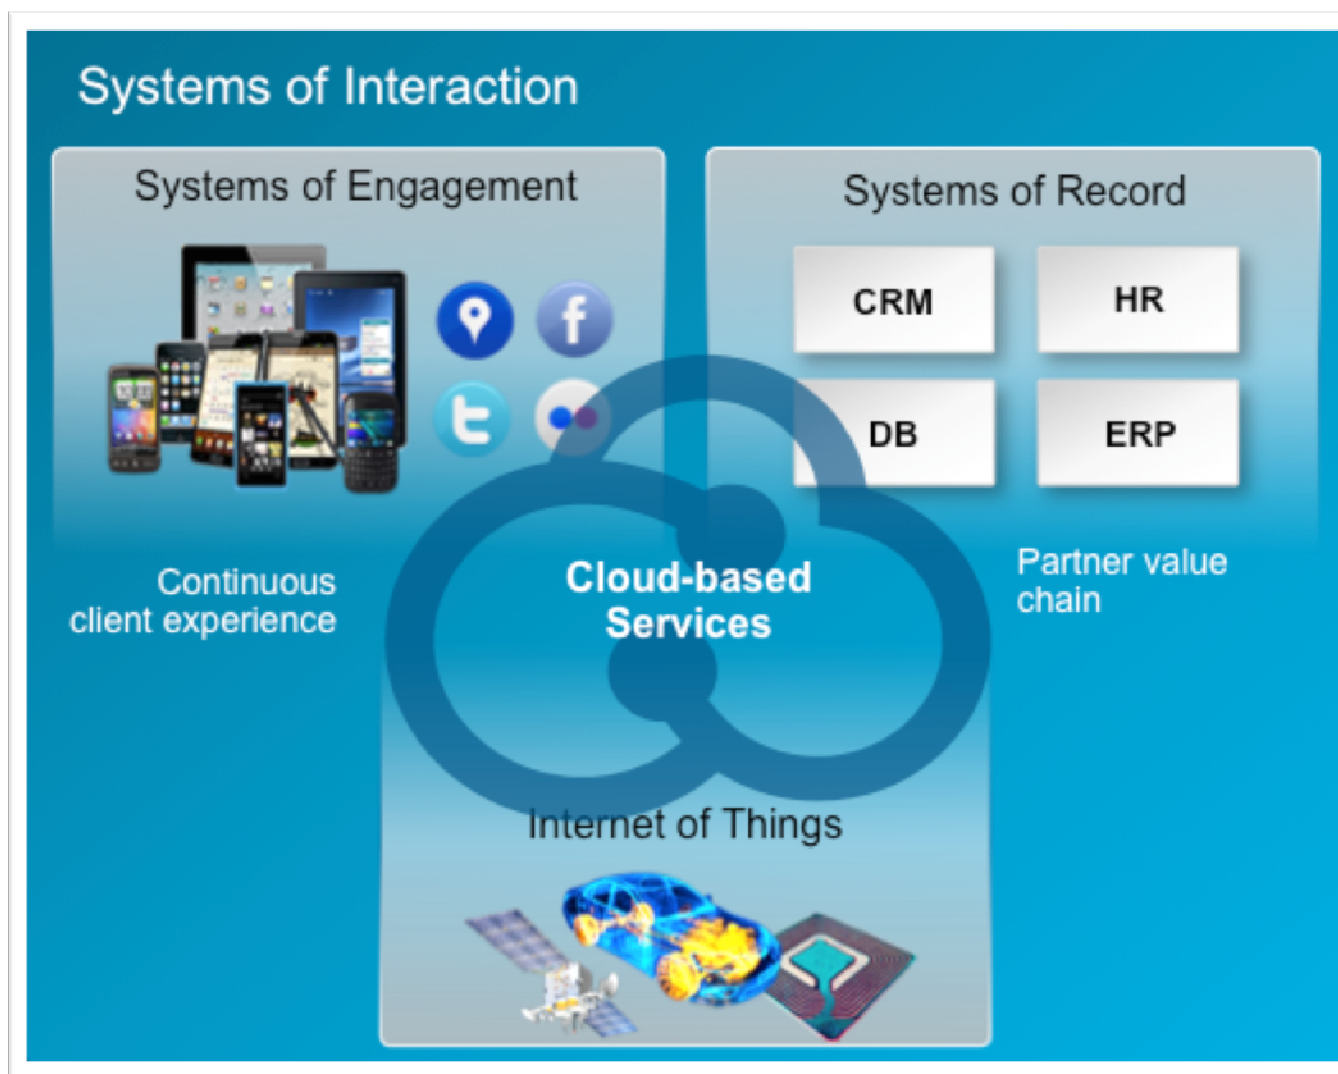 Systems of Interaction
Systems of Engagement
Systems of Record
CRM
HR
DB
ERP
Continuous
client experience
Cloud-based
Services
Partner value
chain
Internet of Things